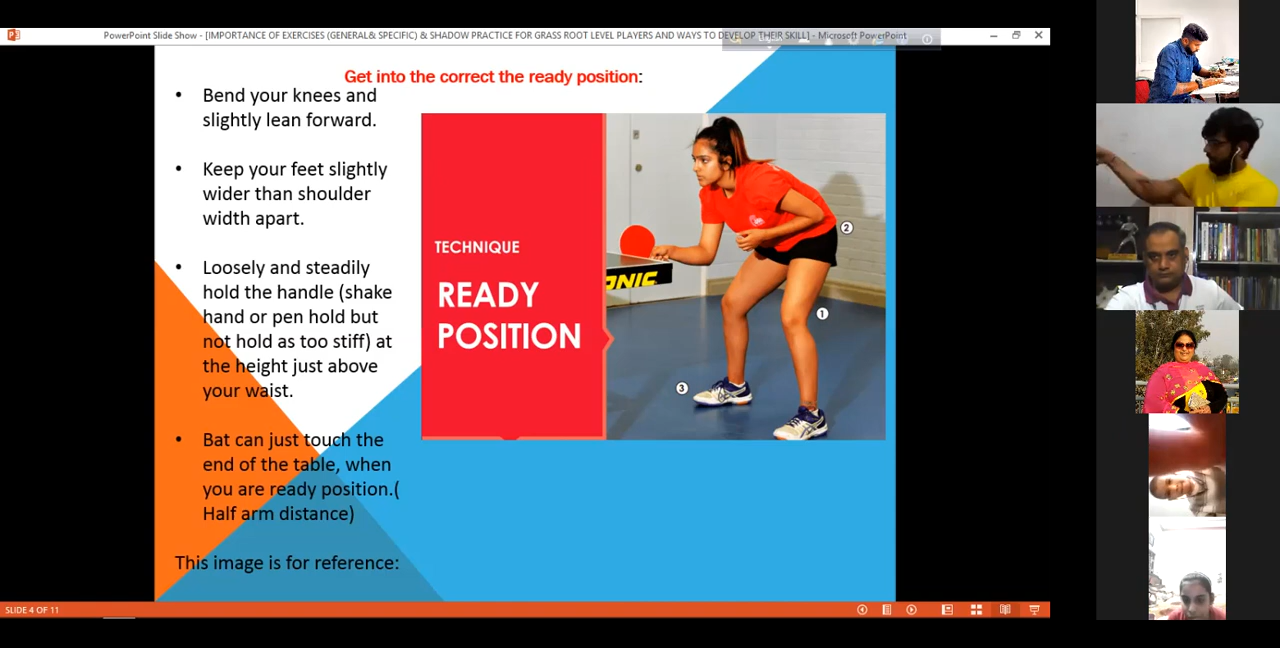 PowerPoint Slide Show - [IMPORTANCE OF EXERCISES (GENERAL& SPECIFIC) & SHADOW PRACTICE FOR GRASS ROOT LEVEL PLAYERS AND WAYS TO DEVELOP THEIR SKILL] - Microsoft PowerPoint
Get into the correct the ready position:
• Bend your knees and
slightly lean forward.
• Keep your feet slightly
wider than shoulder
width apart.
• Loosely and steadily
hold the handle (shake
hand or pen hold but
not hold as too stiff) at
the height just above
your waist.
• Bat can just touch the
end of the table, when
you are ready position.(
Half arm distance)
This image is for reference:
TECHNIQUE
READY
POSITION
ONIC
2
1
3
SLIDE 4 OF 11